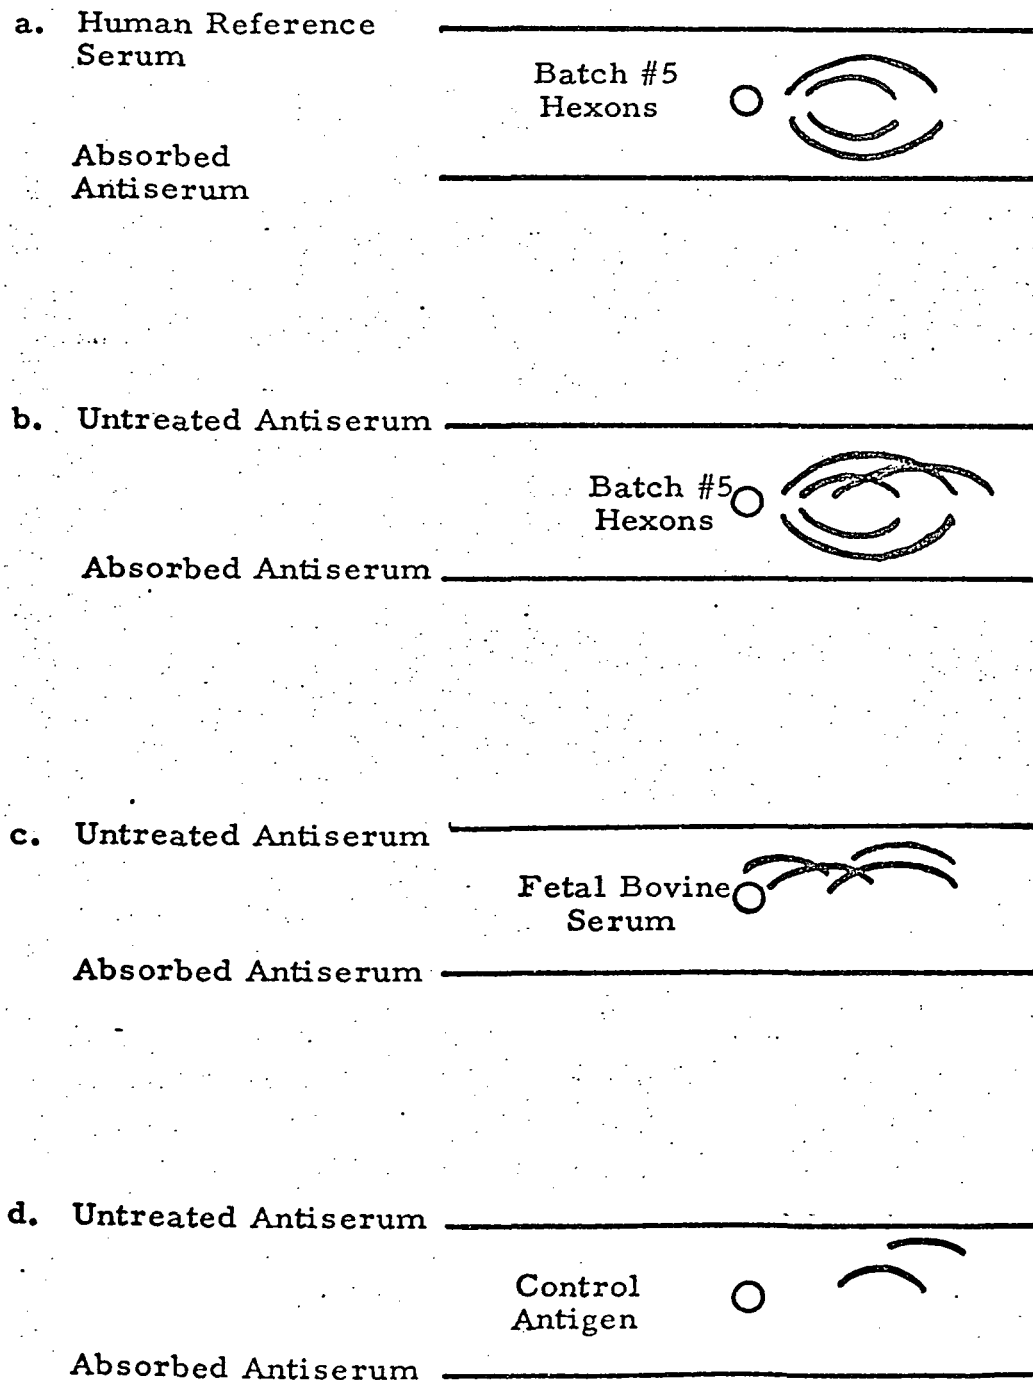 a. Human Reference
Serum
Batch #5
Hexons
Absorbed
Antiserum
b. Untreated Antiserum
Batch #5
Hexons
Absorbed Antiserum
c. Untreated Antiserum
Fetal Bovine
Serum
Absorbed Antiserum
d. Untreated Antiserum
Control
Antigen
Absorbed Antiserum